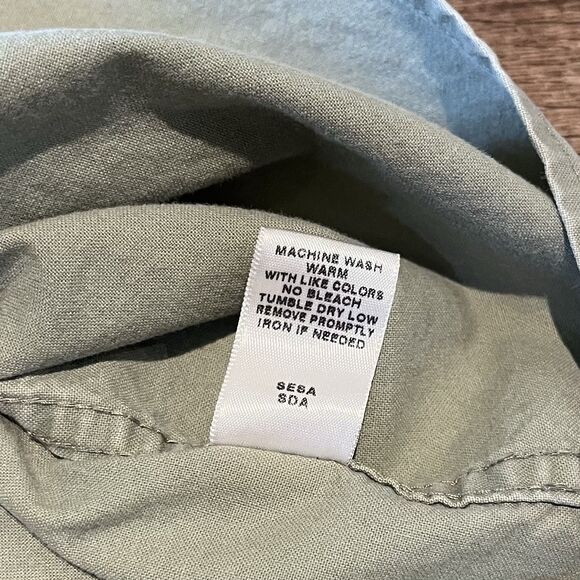 MACHINE WASH
WARM
WITH LIKE COLORS
NO BLEACH
TUMBLE DRY LOW
REMOVE PROMPTLY
IRON IF NEEDED
SESA
SDA